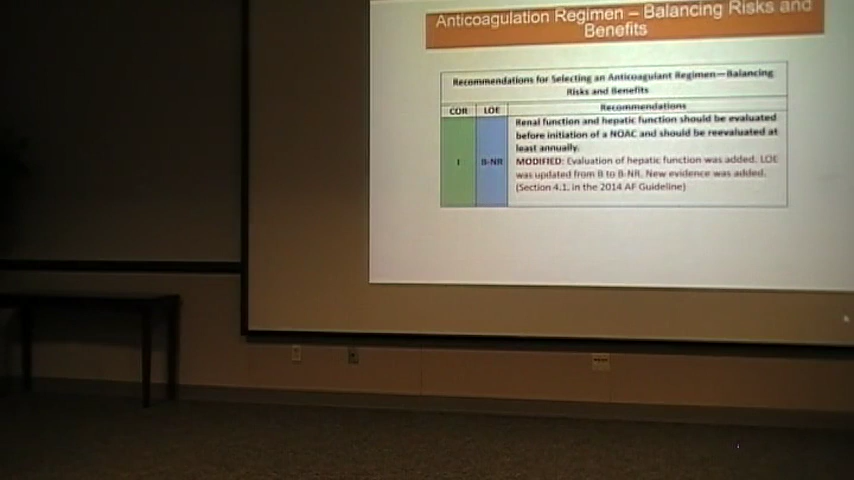 Anticoagulation Regimen – Balancing Risks and
Benefits
Recommendations for Selecting an Anticoagulant Regimen—Balancing
Risks and Benefits
COR LOE Recommendations
I B-NR
Renal function and hepatic function should be evaluated
before initiation of a NOAC and should be reevaluated at
least annually.
MODIFIED: Evaluation of hepatic function was added. LOE
was updated from B to B-NR. New evidence was added.
(Section 4.1. in the 2014 AF Guideline)